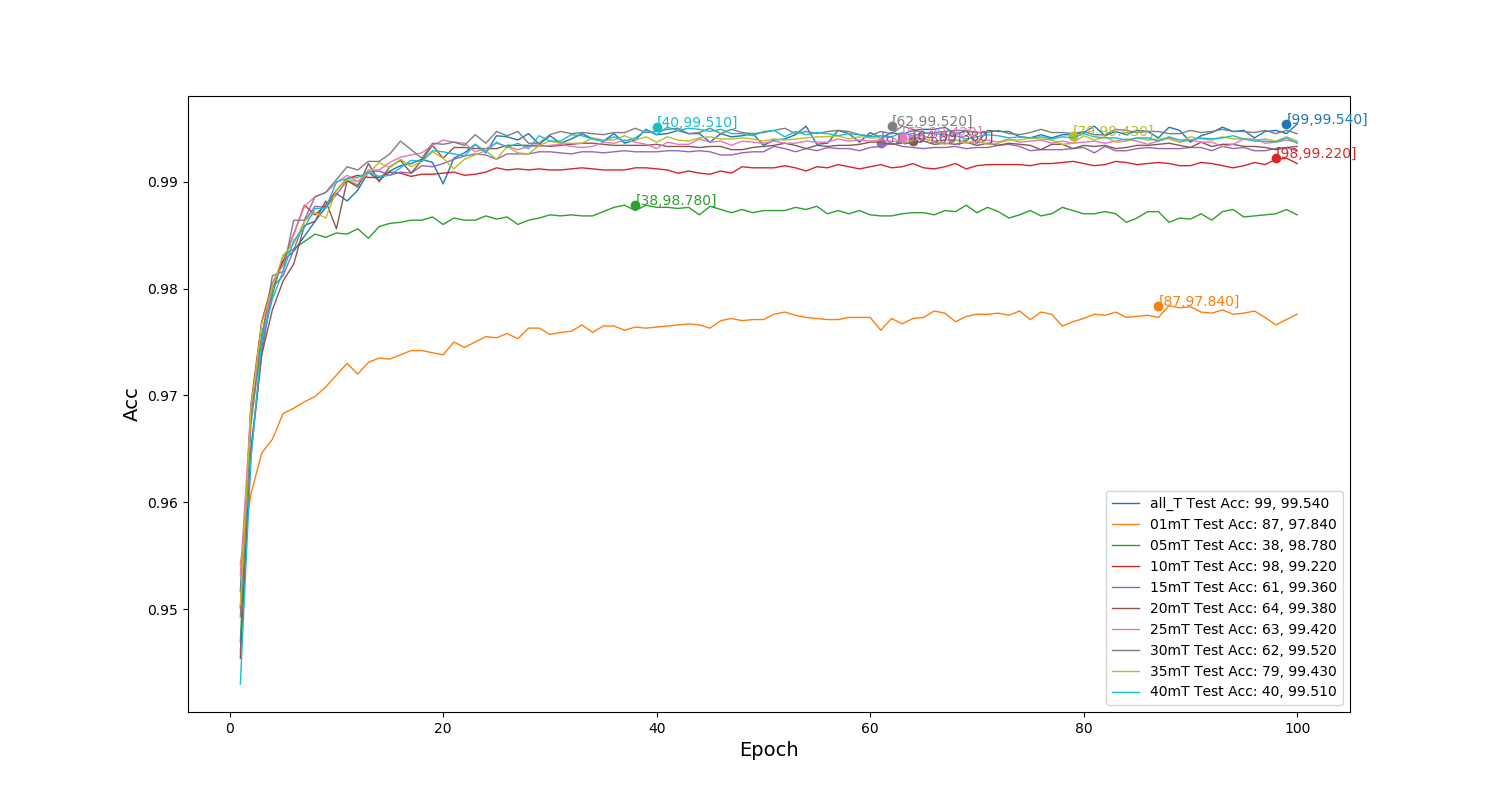 [40,99.510]
[62,99.520]
[99,99.540]
[79,99.430]
[98,99.220]
[38,98.780]
[87,97.840]
0.99
0.98
0.97
0.96
0.95
Acc
0
20
40
60
80
100
Epoch
all_T Test Acc: 99, 99.540
01mT Test Acc: 87, 97.840
05mT Test Acc: 38, 98.780
10mT Test Acc: 98, 99.220
15mT Test Acc: 61, 99.360
20mT Test Acc: 64, 99.380
25mT Test Acc: 63, 99.420
30mT Test Acc: 62, 99.520
35mT Test Acc: 79, 99.430
40mT Test Acc: 40, 99.510